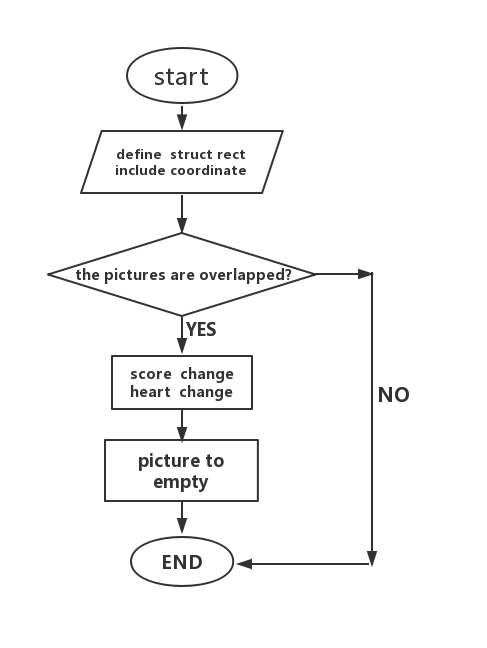 start
define struct rect
include coordinate
the pictures are overlapped?
YES
score change
heart change
NO
picture to
empty
END